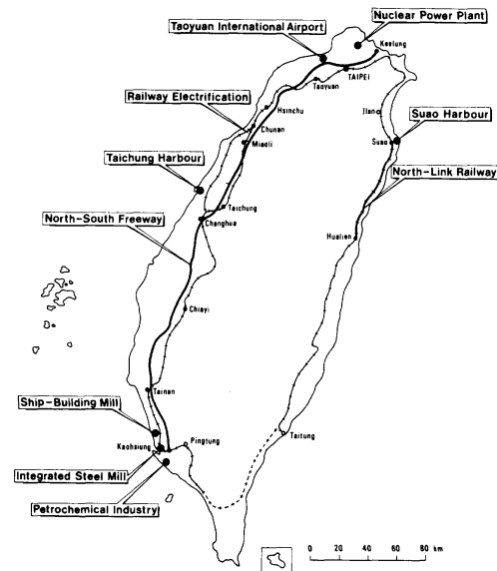 Nuclear Power Plant
Taoyuan International Airport
Keelung
TAIPEI
Taoyuan
Railway Electrification
Hsinchu
Ilan
Suao Harbour
Chunan
Suao
Miaoli
Taichung Harbour
North-Link Railway
Taichung
North-South Freeway
Changhua
Hualien
Chiayi
Tainan
Ship-Building Mill
Kaohsiung
Pingtung
Taitung
Integrated Steel Mill
Petrochemical Industry
0 20 40 60 80
km